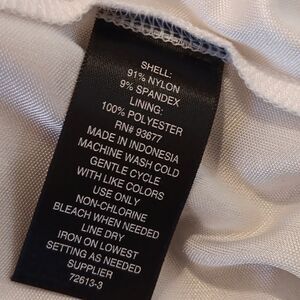 SHELL:
91% NYLON
9% SPANDEX
LINING:
100% POLYESTER
RN# 93677
MADE IN INDONESIA
MACHINE WASH COLD
GENTLE CYCLE
WITH LIKE COLORS
USE ONLY
NON-CHLORINE
BLEACH WHEN NEEDED
LINE DRY
IRON ON LOWEST
SETTING AS NEEDED
SUPPLIER
72613-3